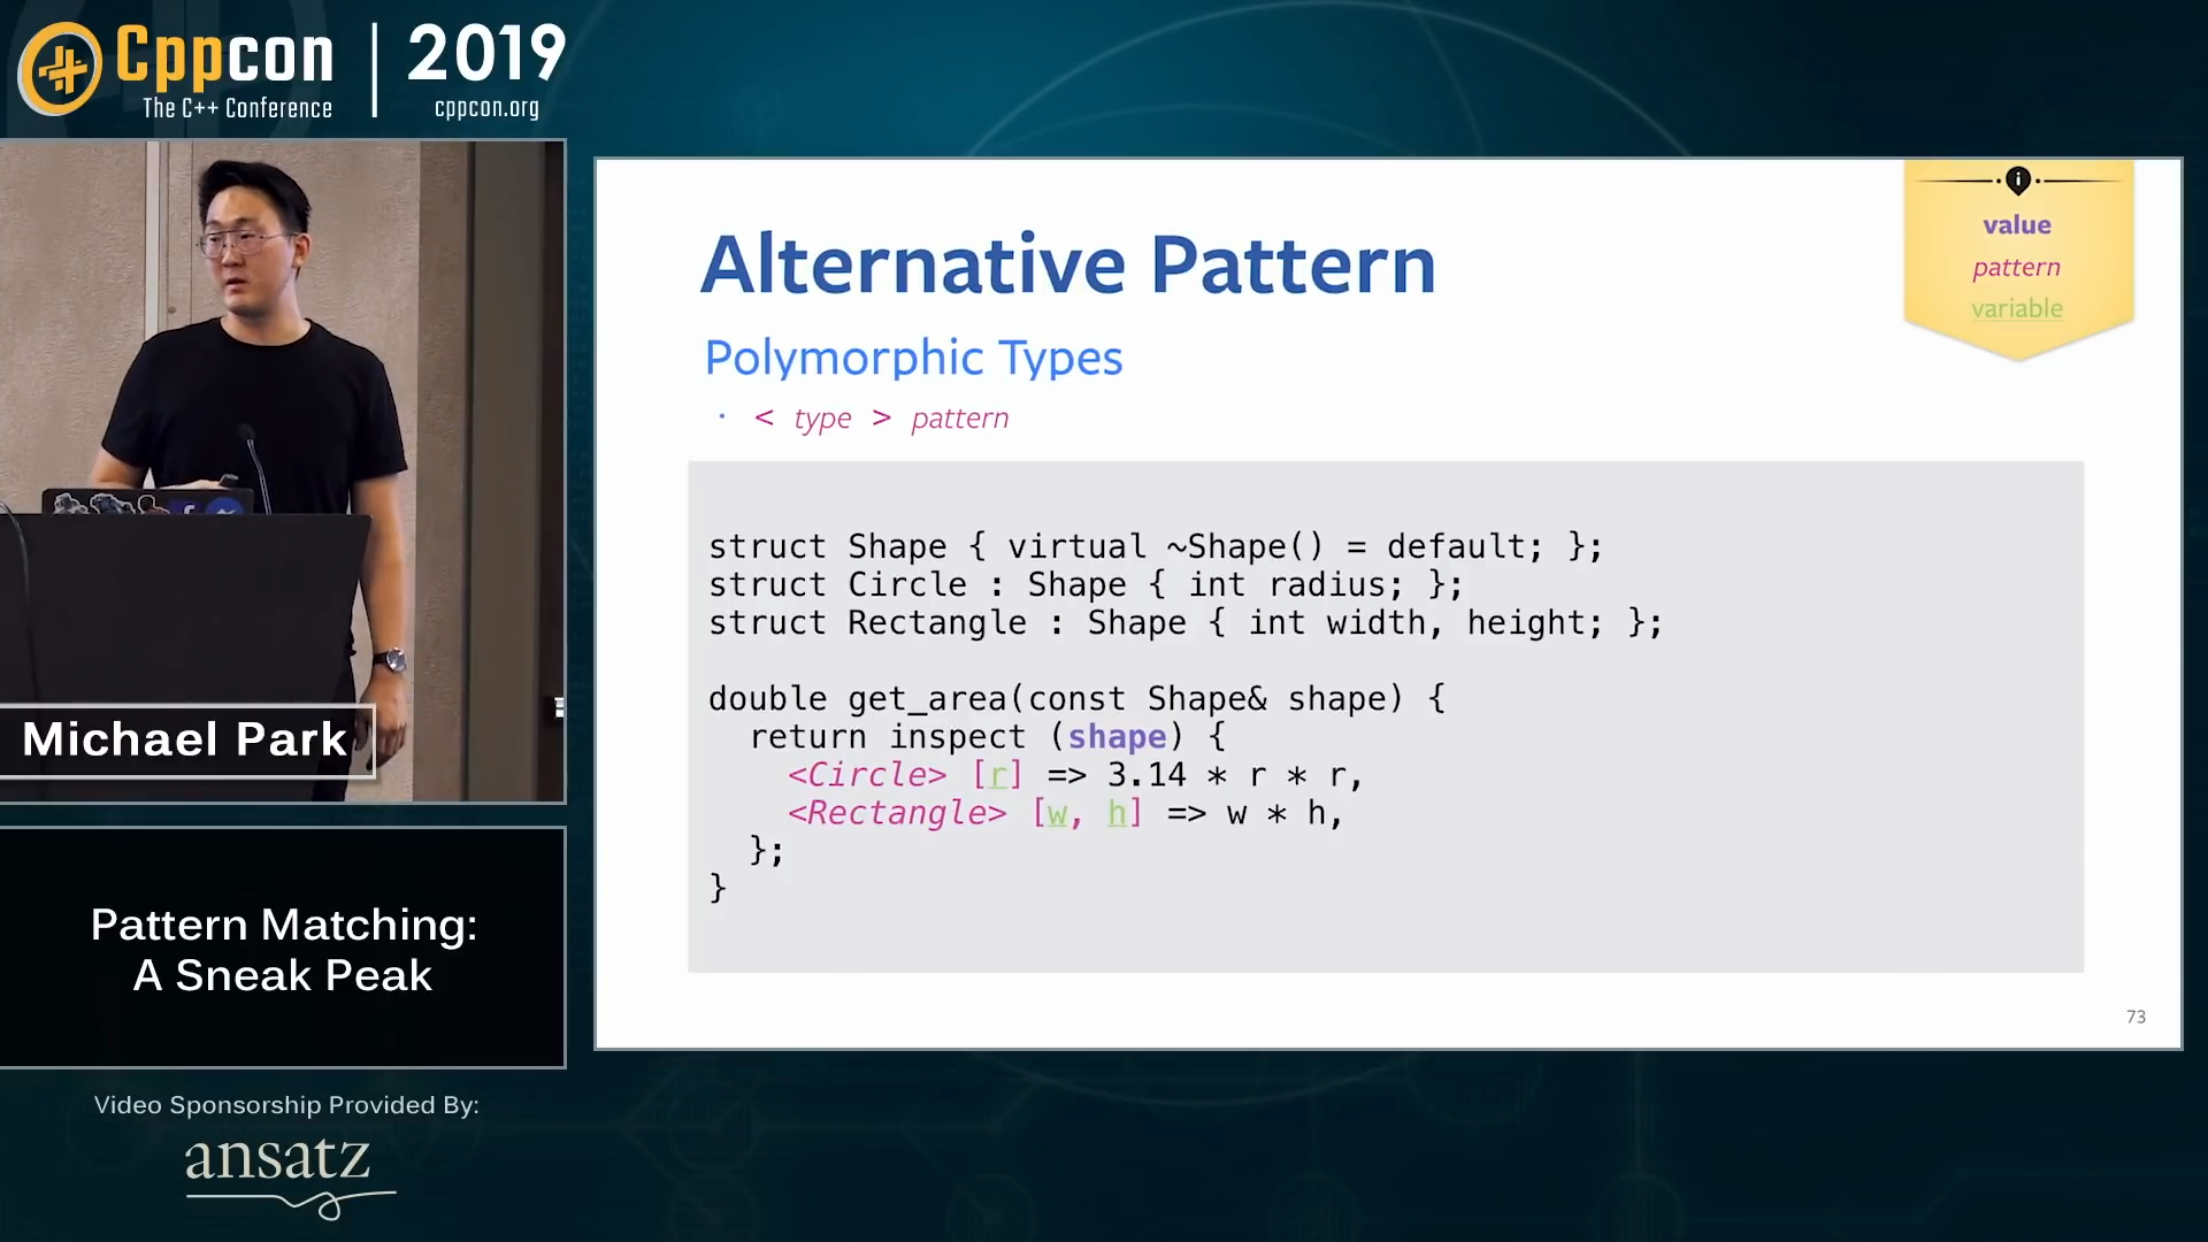 Cppcon
The C++ Conference
2019
cppcon.org
Michael Park
Pattern Matching:
A Sneak Peak
Video Sponsorship Provided By:
ansatz
Alternative Pattern
Polymorphic Types
· < type > pattern
value
pattern
variable
struct Shape { virtual ~Shape() = default; };
struct Circle : Shape { int radius; };
struct Rectangle : Shape { int width, height; };
double get_area(const Shape& shape) {
  return inspect (shape) {
    <Circle> [r] => 3.14 * r * r,
    <Rectangle> [w, h] => w * h,
  };
}
73